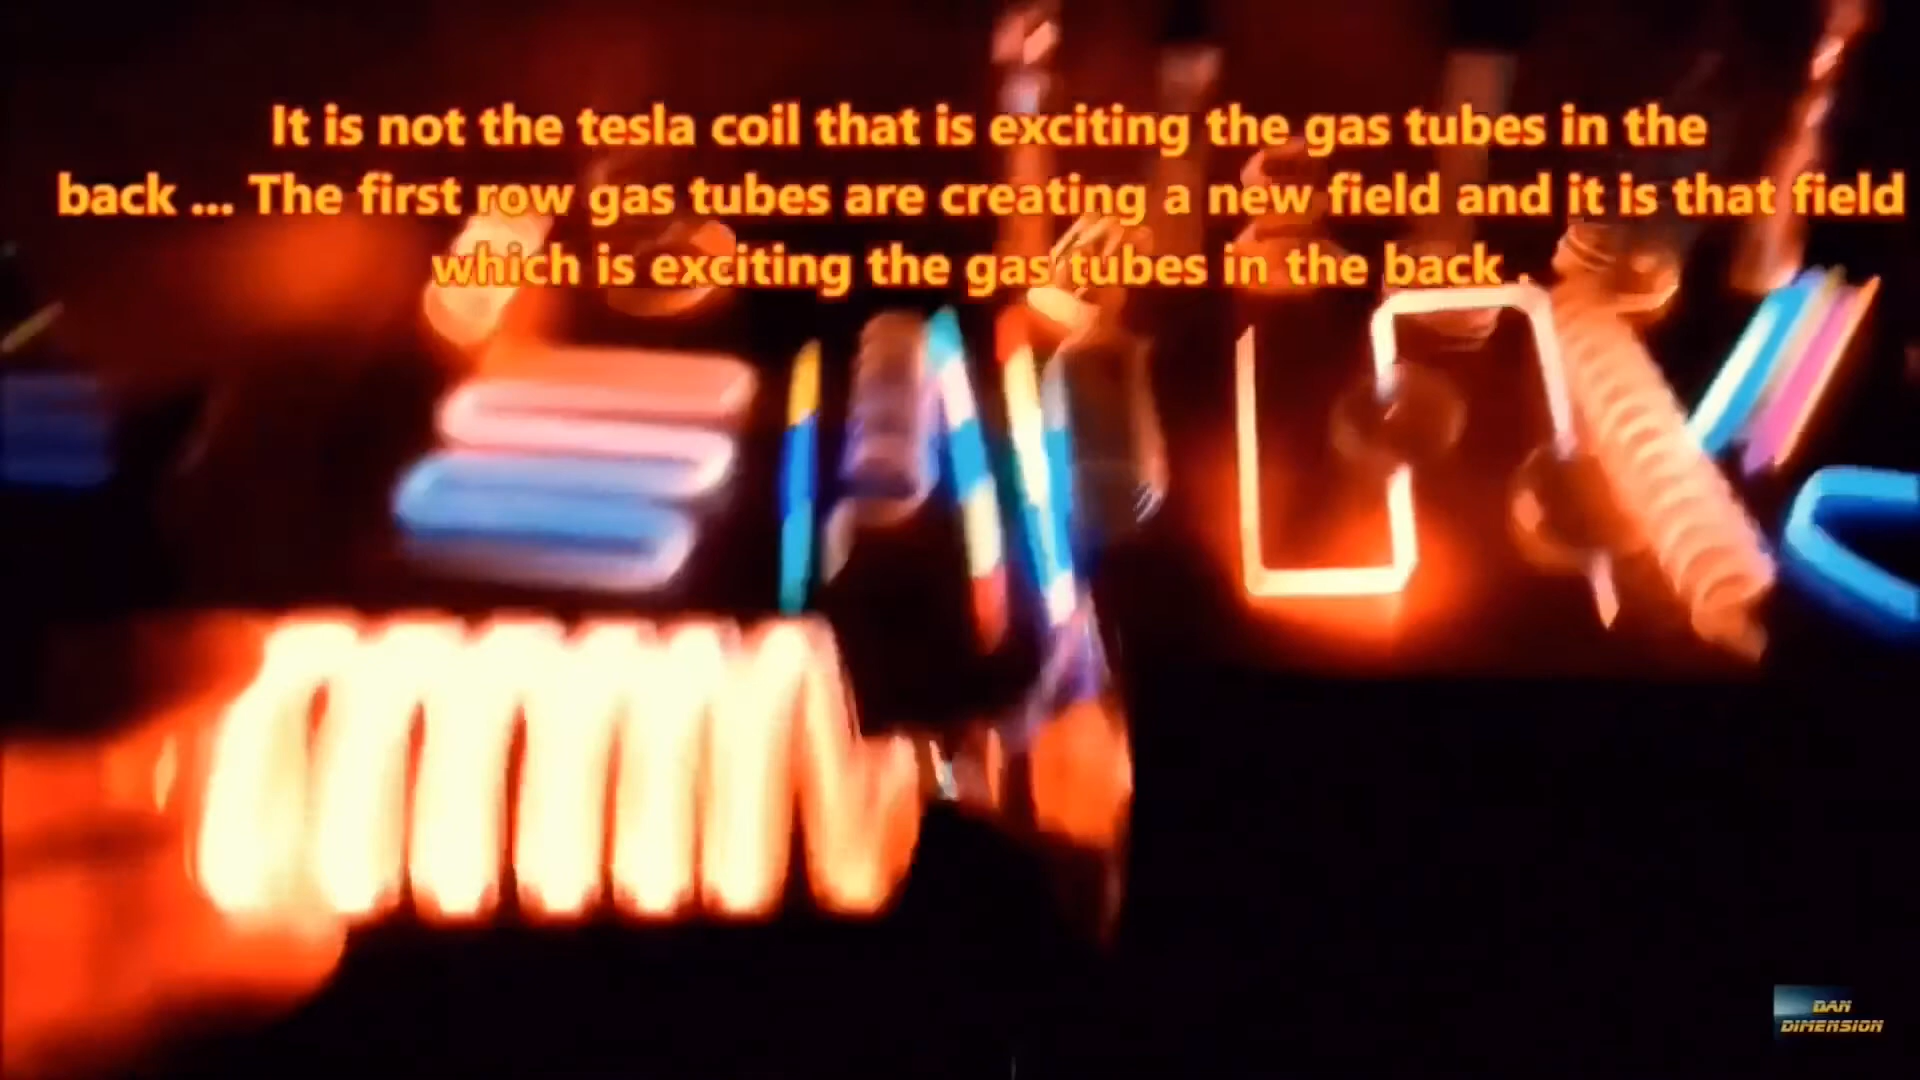 It is not the tesla coil that is exciting the gas tubes in the
back ... The first row gas tubes are creating a new field and it is that field
which is exciting the gas tubes in the back .
DAN
DIMENSION